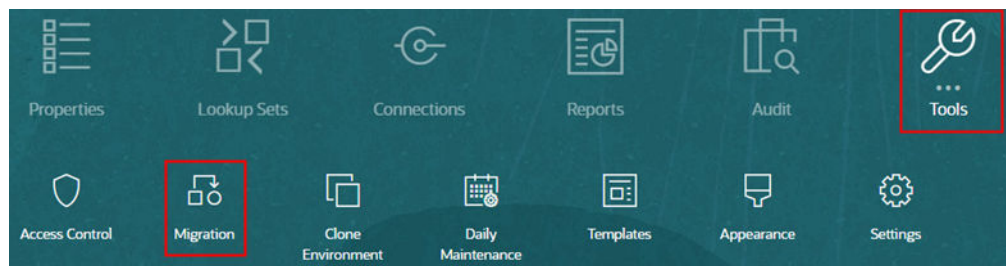 Properties
Lookup Sets
Connections
Reports
Audit
Tools
Access Control
Migration
Clone
Environment
Daily
Maintenance
Templates
Appearance
Settings